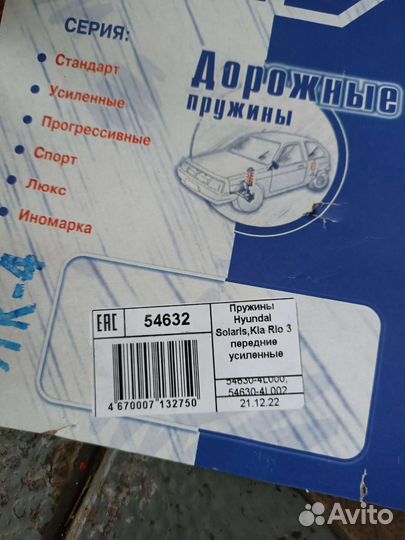 СЕРИЯ:
Стандарт
Усиленные
Прогрессивные
Спорт
Люкс
Иномарка
Дорожные
пружины
ЕАС
54632
Пружины
Hyundai
Solaris,Kia Rio 3
передние
усиленные
54630-4L000,
54630-4L002
21.12.22
4 670007 132750
Avito